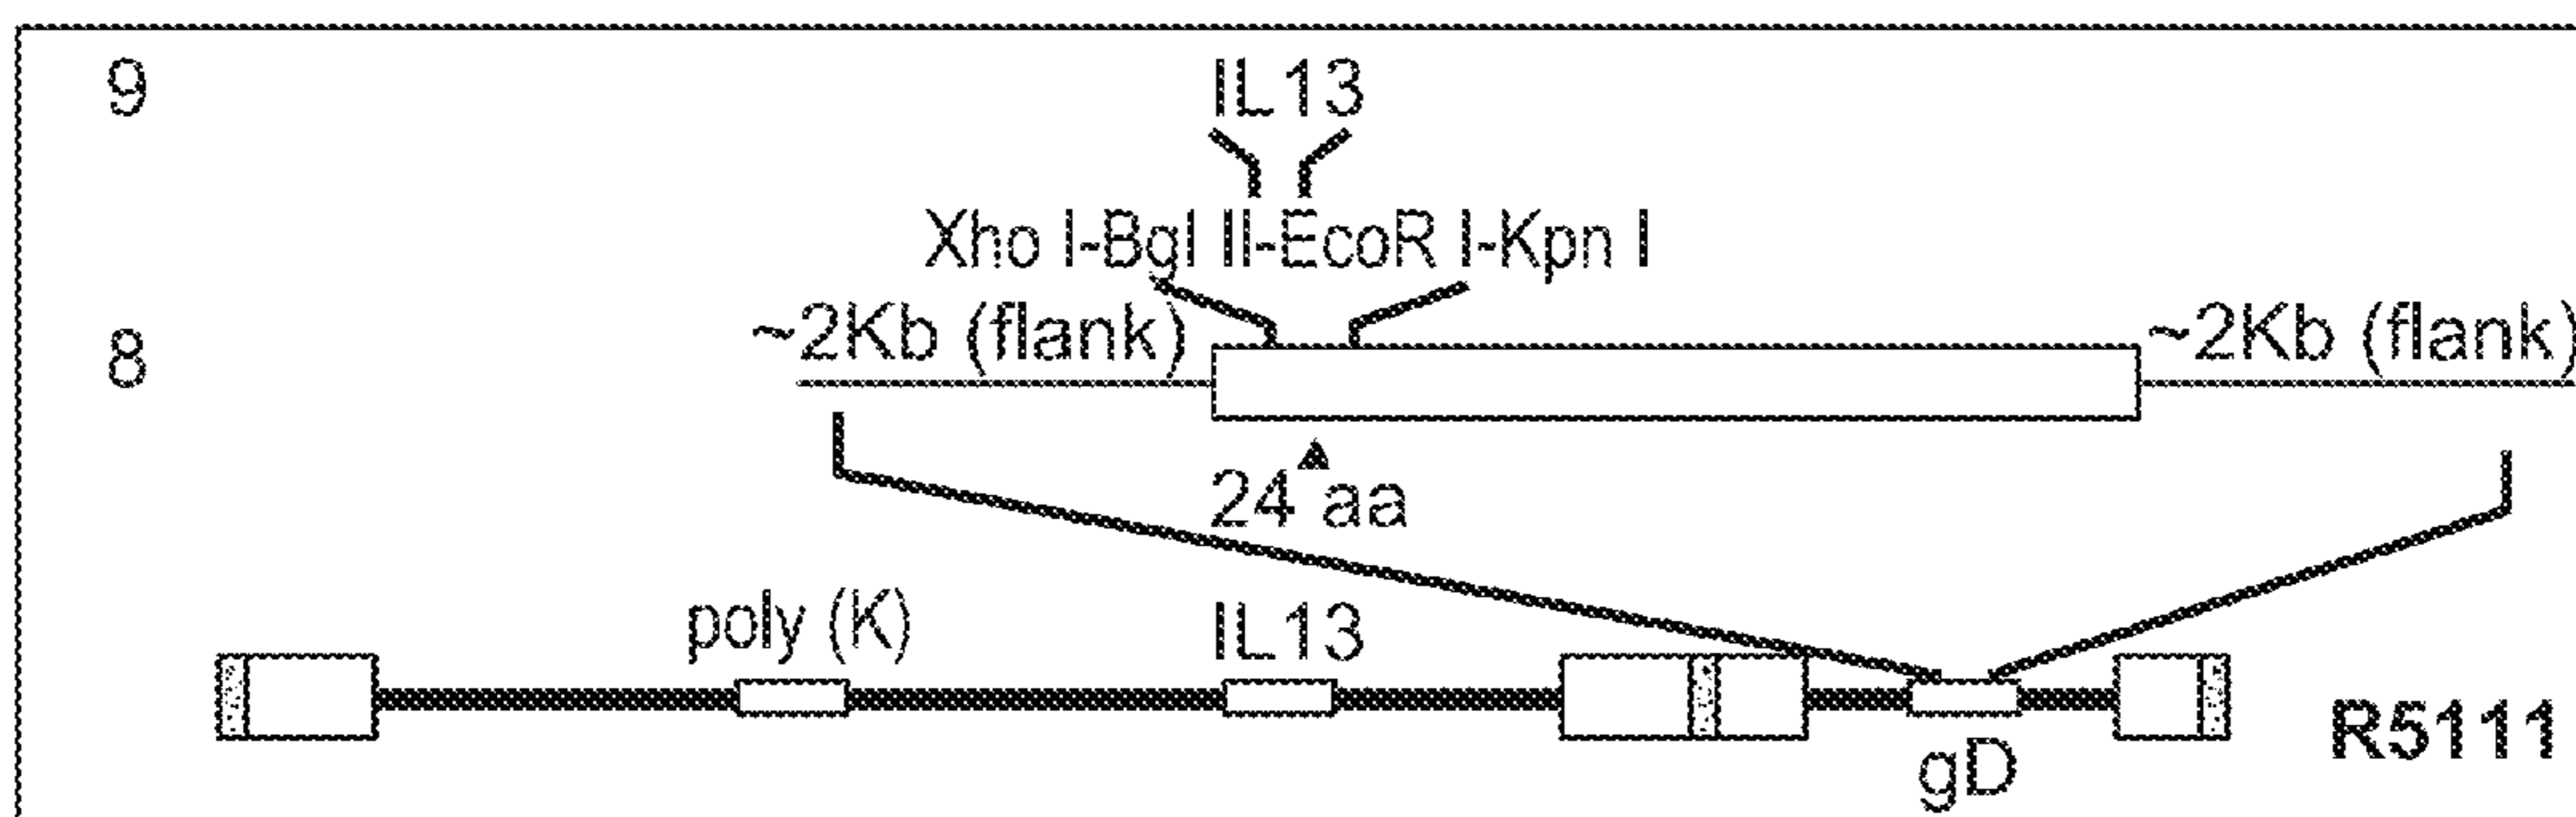 9
IL13
Xho I-Bgl II-EcoR I-Kpn I
8
~2Kb (flank)
~2Kb (flank)
24 aa
poly (K)
IL13
gD
R5111